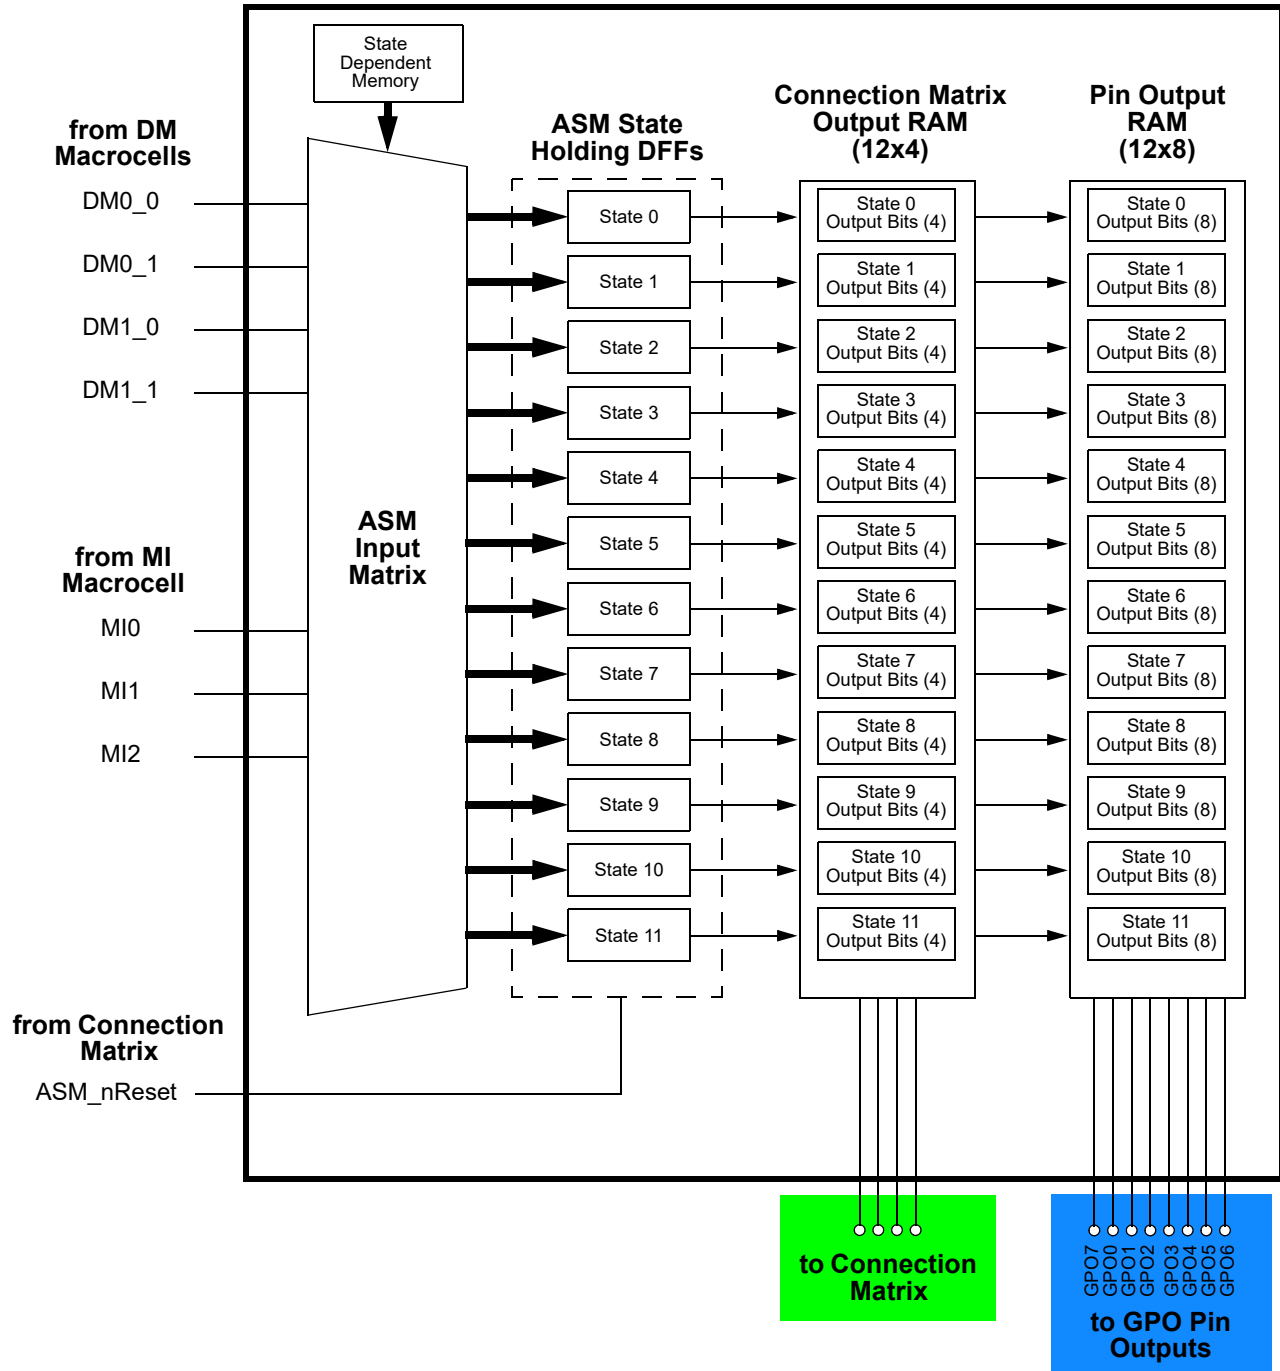 State
Dependent
Memory
from DM
Macrocells
DM0_0
DM0_1
DM1_0
DM1_1
from MI
Macrocell
MI0
MI1
MI2
from Connection
Matrix
ASM_nReset
ASM
Input
Matrix
ASM State
Holding DFFs
State 0
State 1
State 2
State 3
State 4
State 5
State 6
State 7
State 8
State 9
State 10
State 11
Connection Matrix
Output RAM
(12x4)
State 0
Output Bits (4)
State 1
Output Bits (4)
State 2
Output Bits (4)
State 3
Output Bits (4)
State 4
Output Bits (4)
State 5
Output Bits (4)
State 6
Output Bits (4)
State 7
Output Bits (4)
State 8
Output Bits (4)
State 9
Output Bits (4)
State 10
Output Bits (4)
State 11
Output Bits (4)
Pin Output
RAM
(12x8)
State 0
Output Bits (8)
State 1
Output Bits (8)
State 2
Output Bits (8)
State 3
Output Bits (8)
State 4
Output Bits (8)
State 5
Output Bits (8)
State 6
Output Bits (8)
State 7
Output Bits (8)
State 8
Output Bits (8)
State 9
Output Bits (8)
State 10
Output Bits (8)
State 11
Output Bits (8)
to Connection
Matrix
GPO7
GPO0
GPO1
GPO2
GPO3
GPO4
GPO5
GPO6
to GPO Pin
Outputs